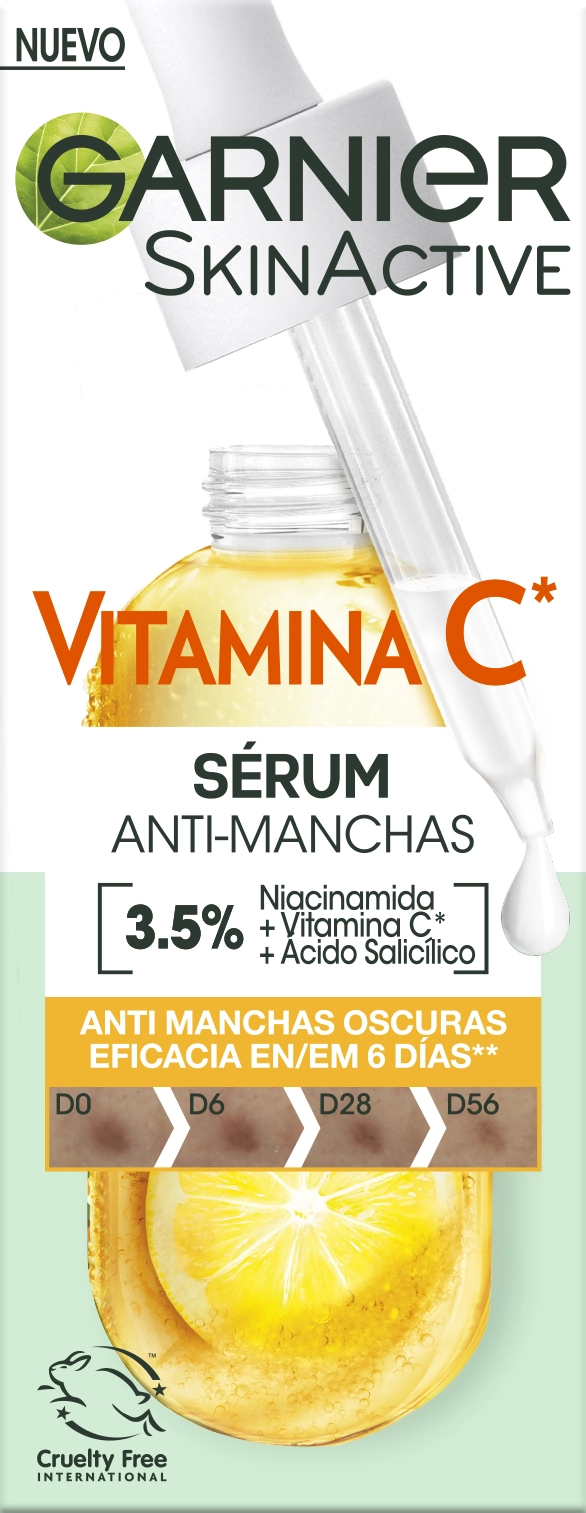 NUEVO
GARNIER
SKINACTIVE
VITAMINA C*
SÉRUM
ANTI-MANCHAS
3.5% Niacinamida
+ Vitamina C*
+ Ácido Salicílico
ANTI MANCHAS OSCURAS
EFICACIA EN/EM 6 DÍAS**
D0 D6 D28 D56
TM
Cruelty Free
INTERNATIONAL